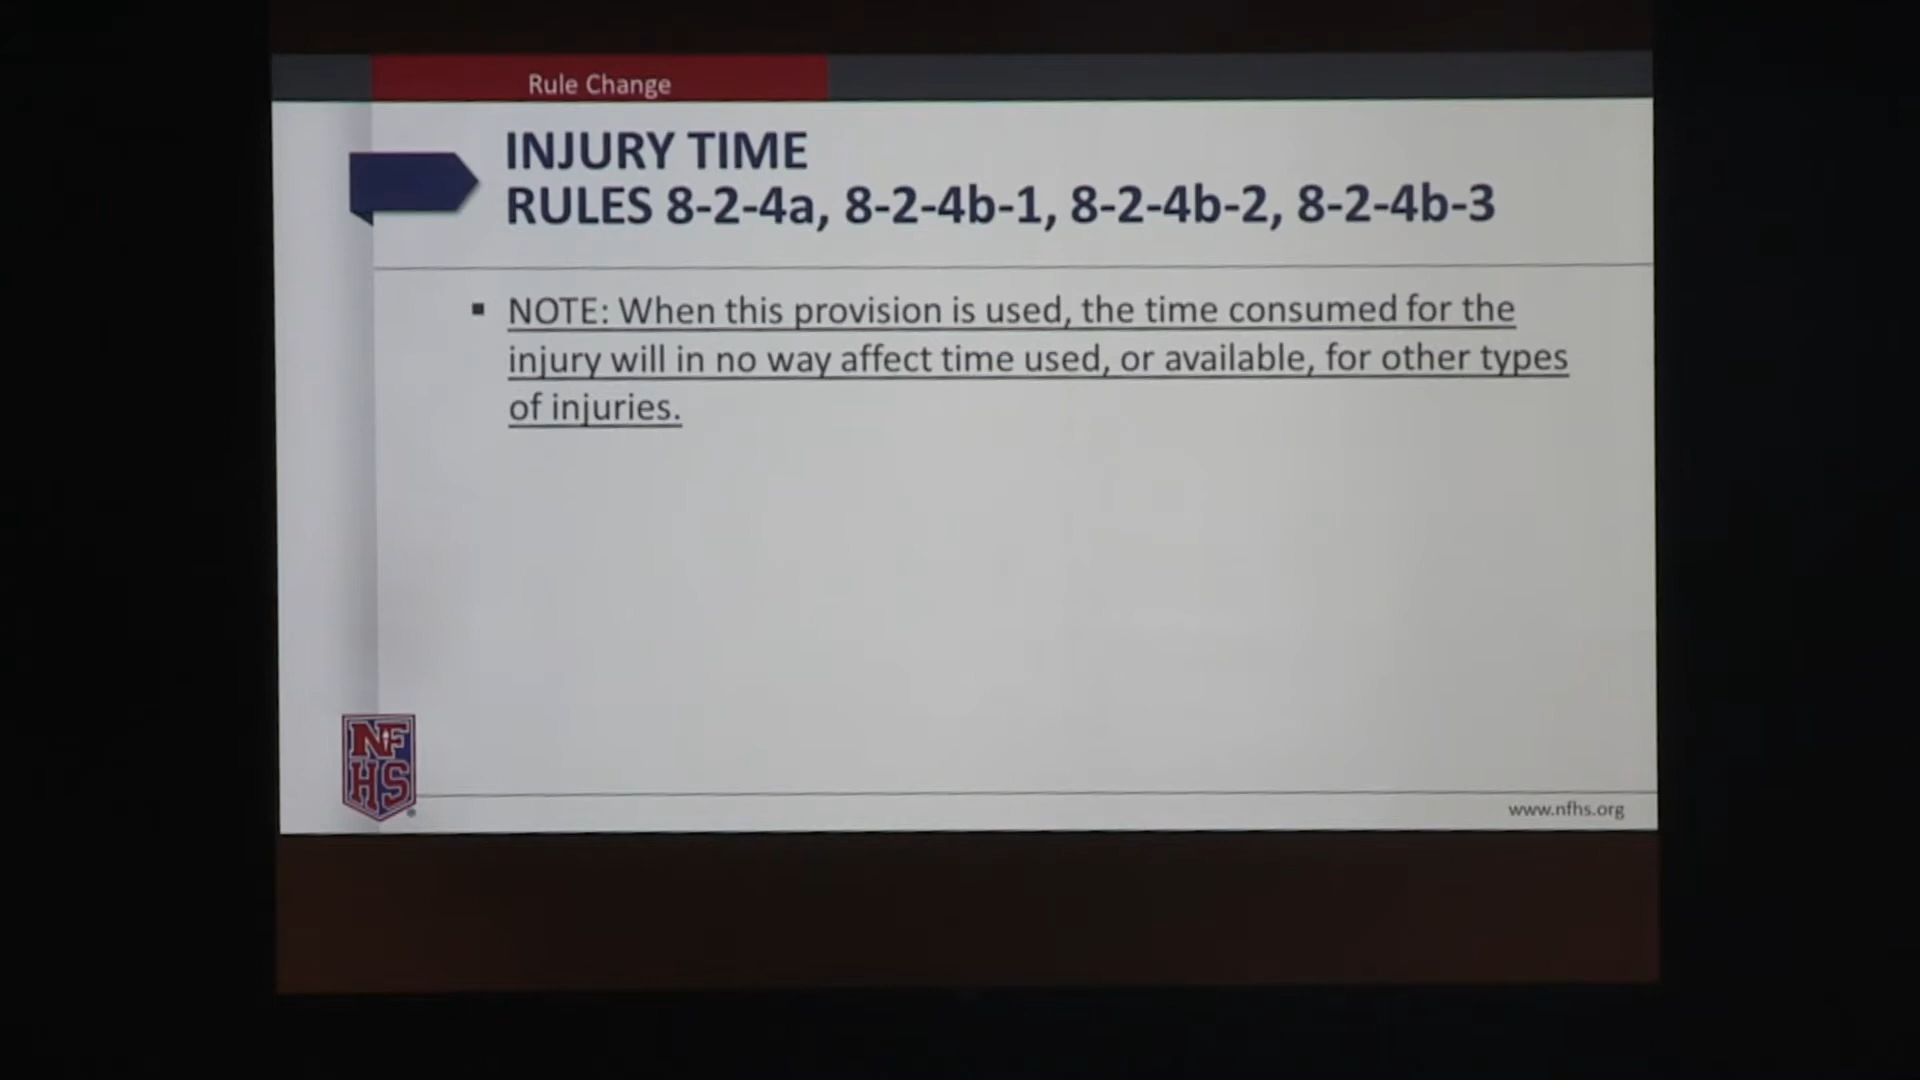 Rule Change
INJURY TIME
RULES 8-2-4a, 8-2-4b-1, 8-2-4b-2, 8-2-4b-3
▪ NOTE: When this provision is used, the time consumed for the
injury will in no way affect time used, or available, for other types
of injuries.
NF
HS
®
www.nfhs.org